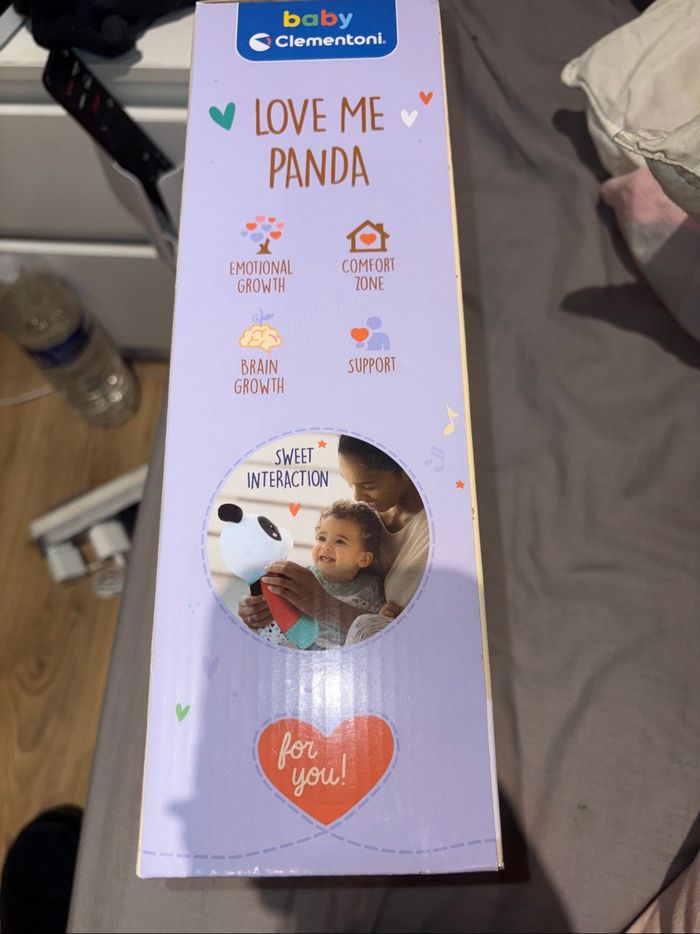 baby
Clementoni®
LOVE ME
PANDA
EMOTIONAL
GROWTH
COMFORT
ZONE
BRAIN
GROWTH
SUPPORT
SWEET
INTERACTION
for
you!